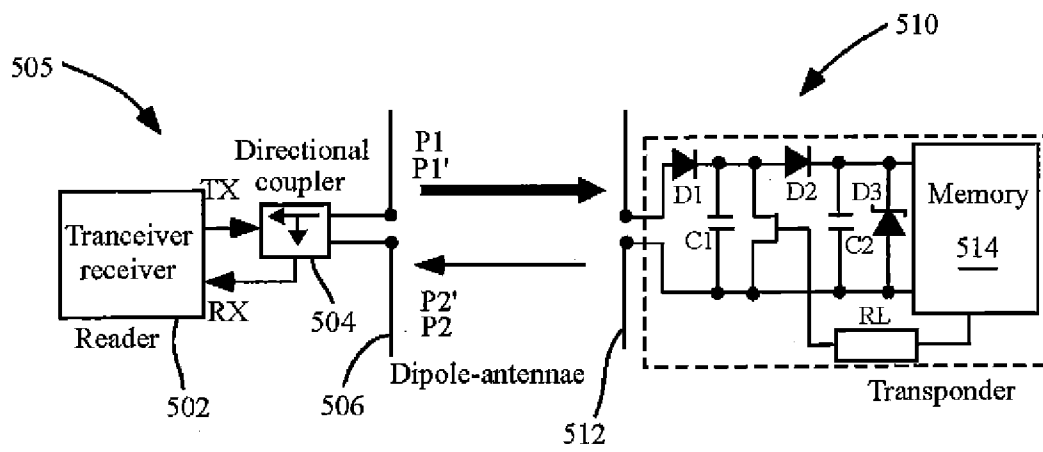 505
510
Directional
coupler
TX
Tranceiver
receiver
RX
Reader
502
504
506
P1
P1'
P2'
P2
Dipole-antennae
512
D1
C1
D2
C2
D3
Memory
514
RL
Transponder